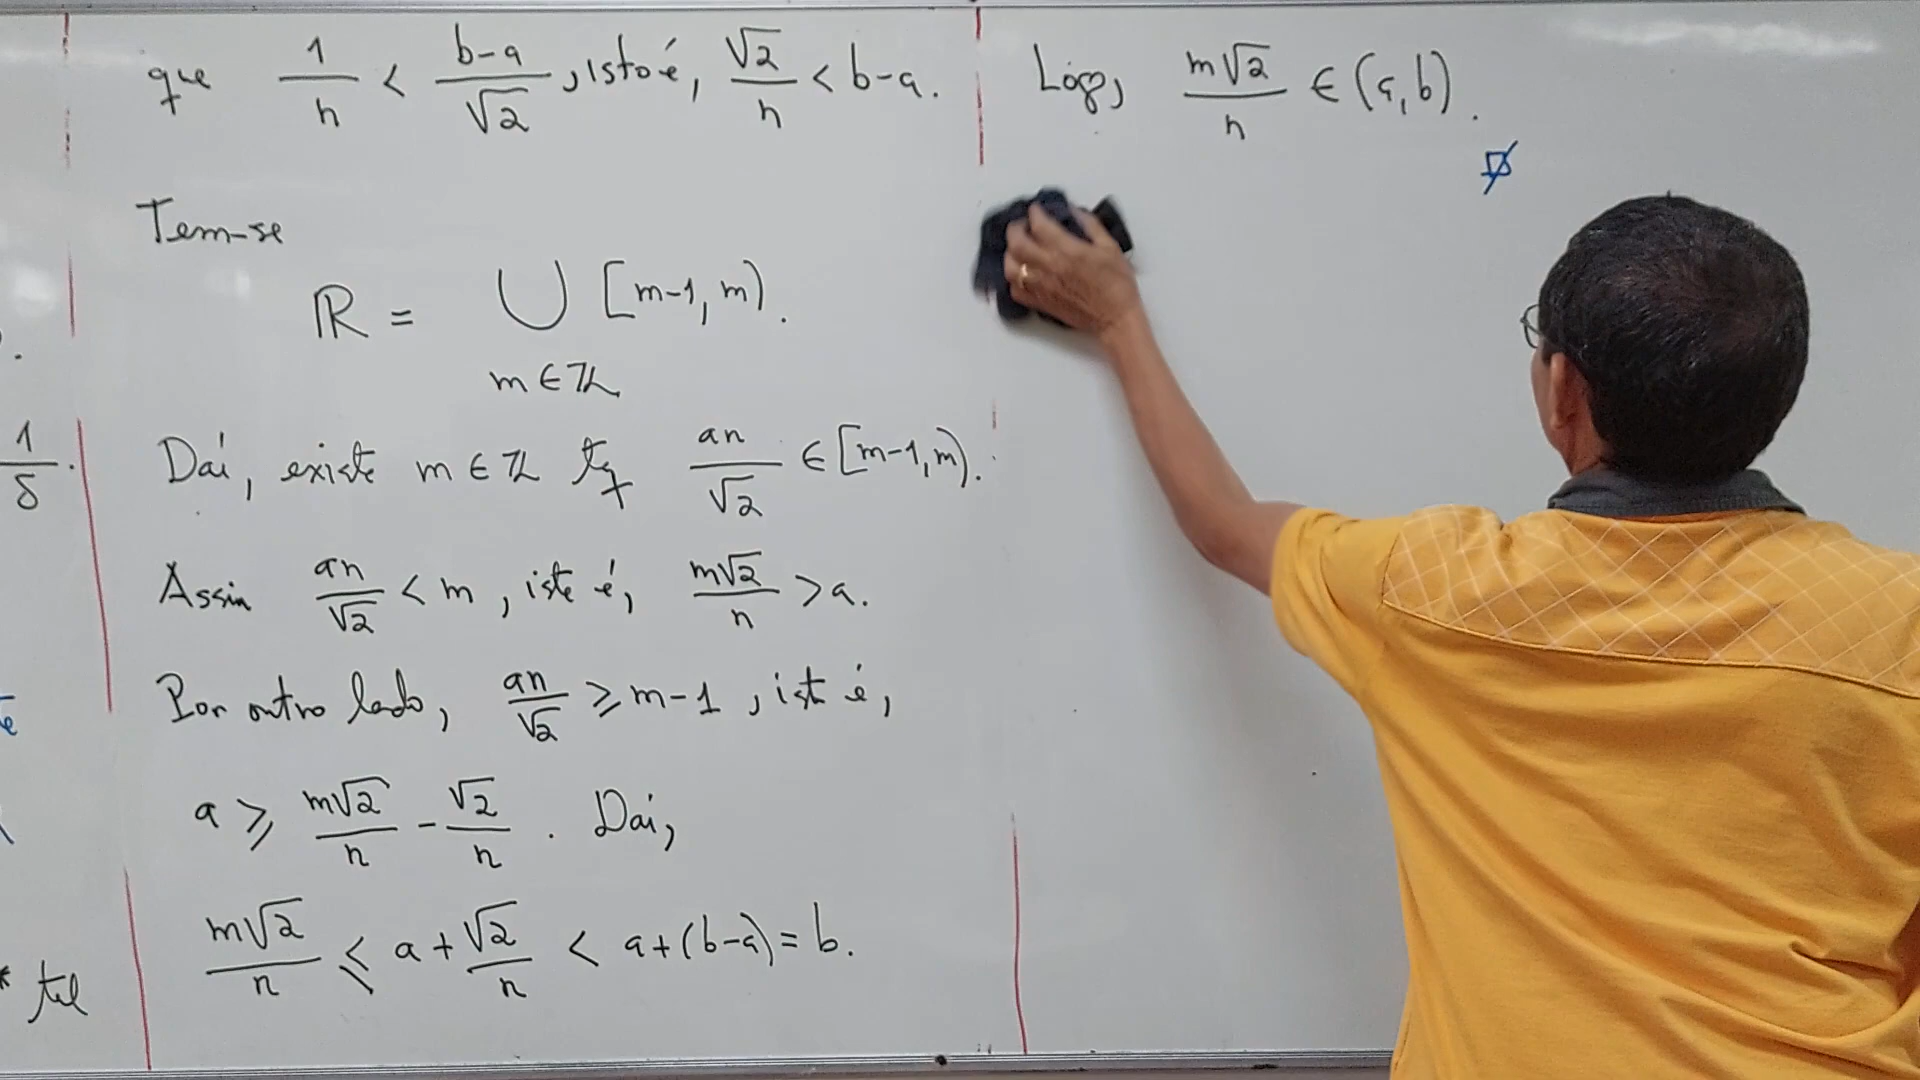 que 1/n < (b-a)/√2, isto é, √2/n < b-a.
Tem-se
ℝ = ⋃ [m-1, m).
m ∈ ℤ
Daí, existe m ∈ ℤ tq an/√2 ∈ [m-1, m).
Assim an/√2 < m, isto é, m√2/n > a.
Por outro lado, an/√2 ⩾ m-1, isto é,
a ⩾ m√2/n - √2/n. Daí,
m√2/n ⩽ a + √2/n < a + (b-a) = b.
1/5.
* tal
Logo, m√2/n ∈ (a, b).